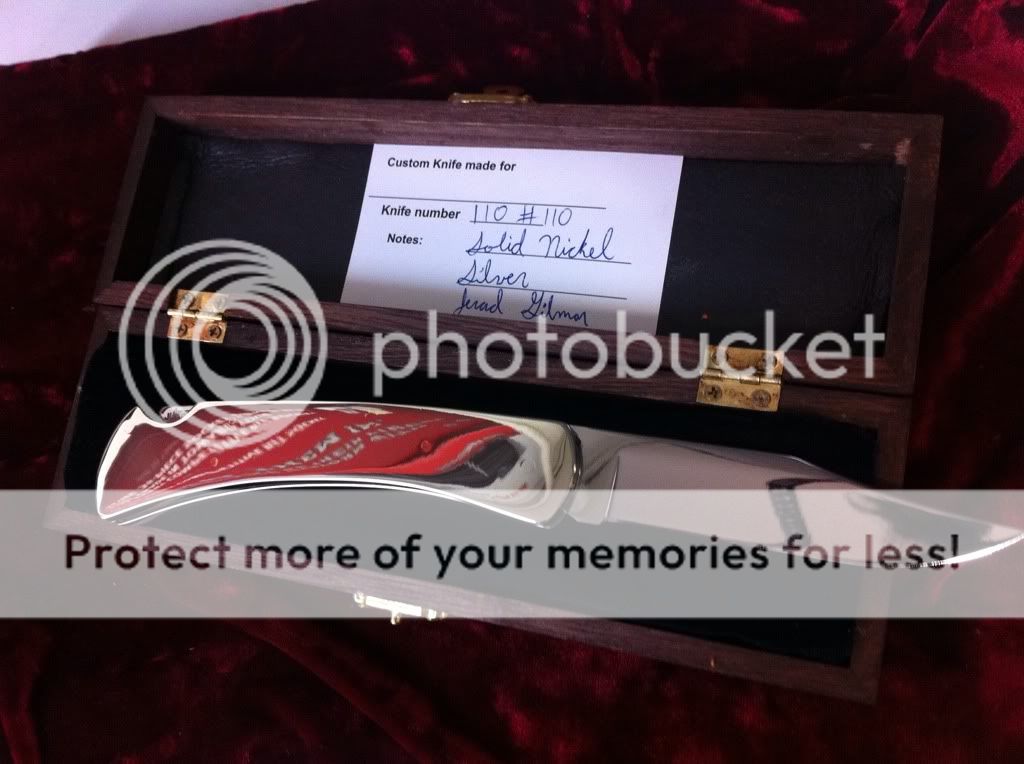 Custom Knife made for
Knife number 110 #110
Notes: Solid Nickel
Silver
Jerad Gilmor
photobucket
Protect more of your memories for less!